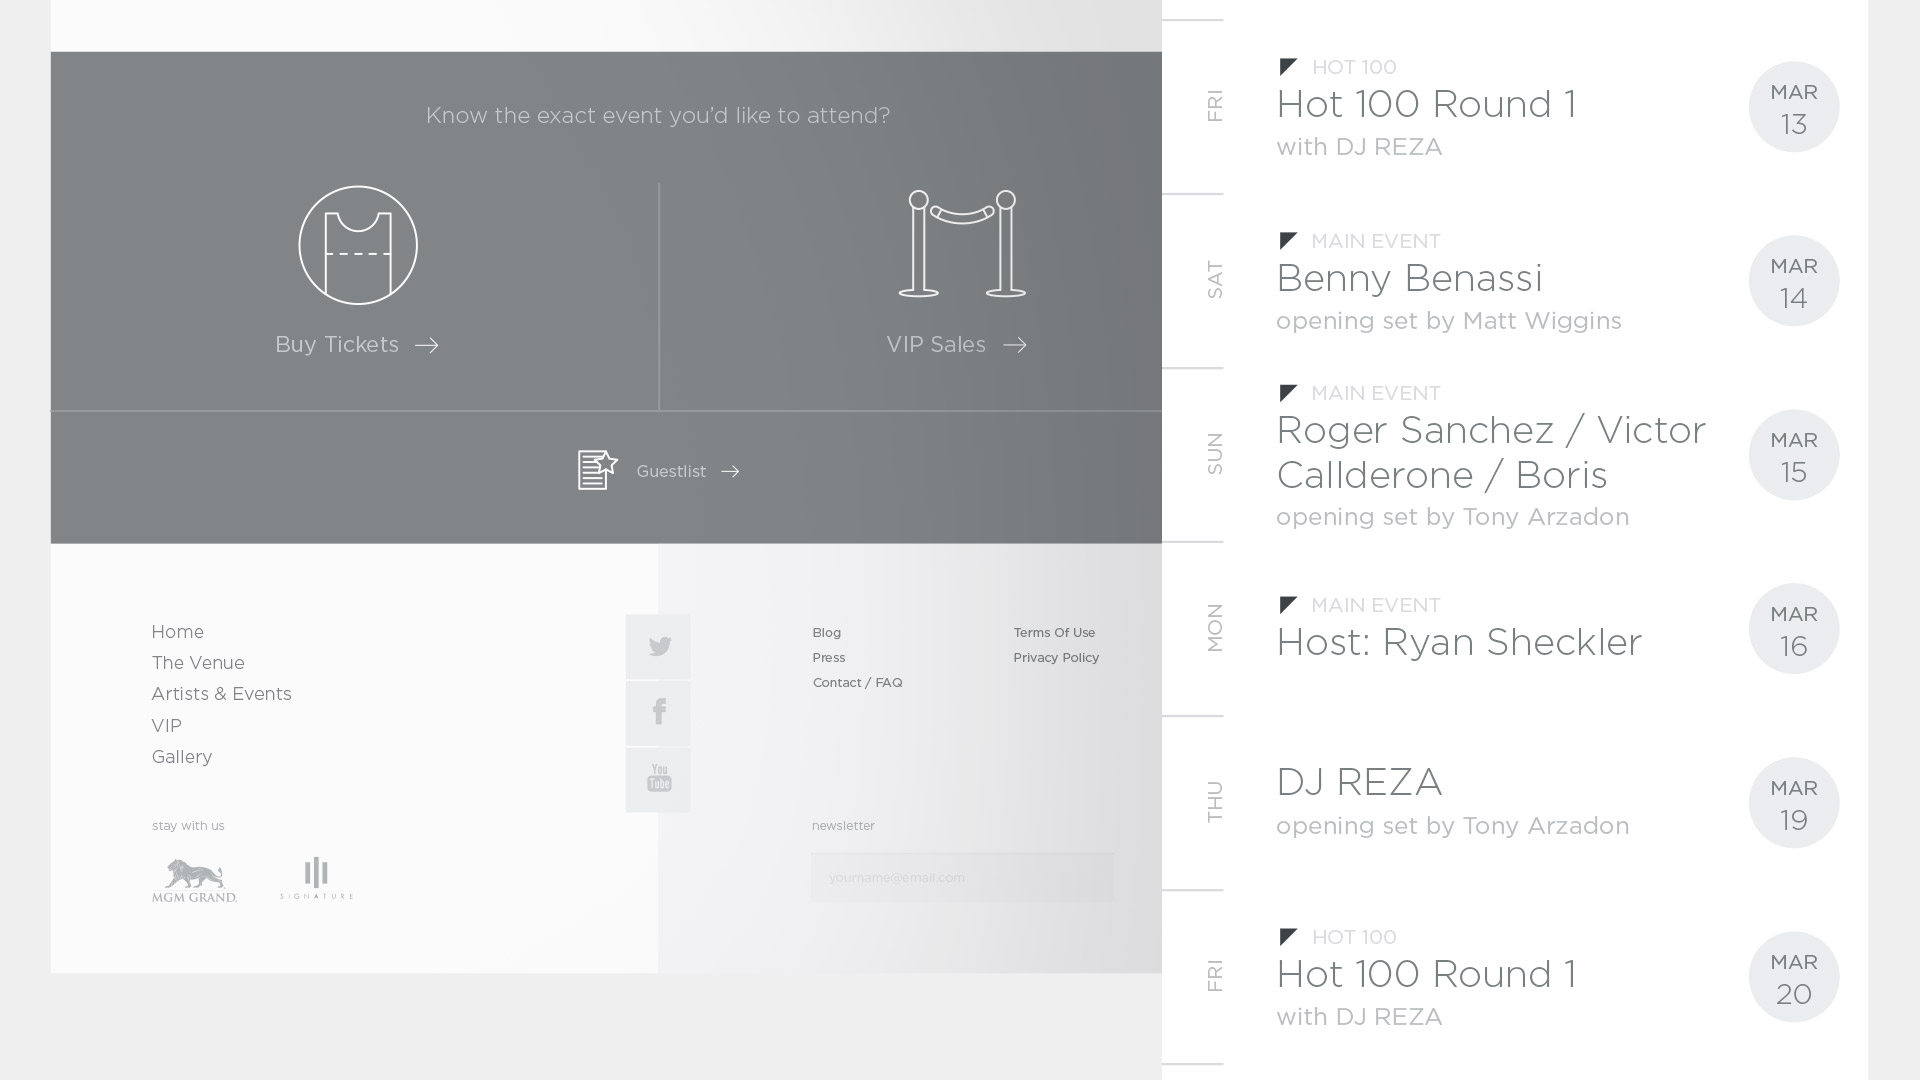 Know the exact event you’d like to attend?
Buy Tickets
VIP Sales
Guestlist
Home
The Venue
Artists & Events
VIP
Gallery
stay with us
MGM GRAND.
SIGNATURE
You
Tube
Blog
Press
Contact / FAQ
Terms Of Use
Privacy Policy
newsletter
yourname@email.com
FRI
HOT 100
Hot 100 Round 1
with DJ REZA
MAR
13
SAT
MAIN EVENT
Benny Benassi
opening set by Matt Wiggins
MAR
14
SUN
MAIN EVENT
Roger Sanchez / Victor
Callderone / Boris
opening set by Tony Arzadon
MAR
15
MON
MAIN EVENT
Host: Ryan Sheckler
MAR
16
THU
DJ REZA
opening set by Tony Arzadon
MAR
19
FRI
HOT 100
Hot 100 Round 1
with DJ REZA
MAR
20